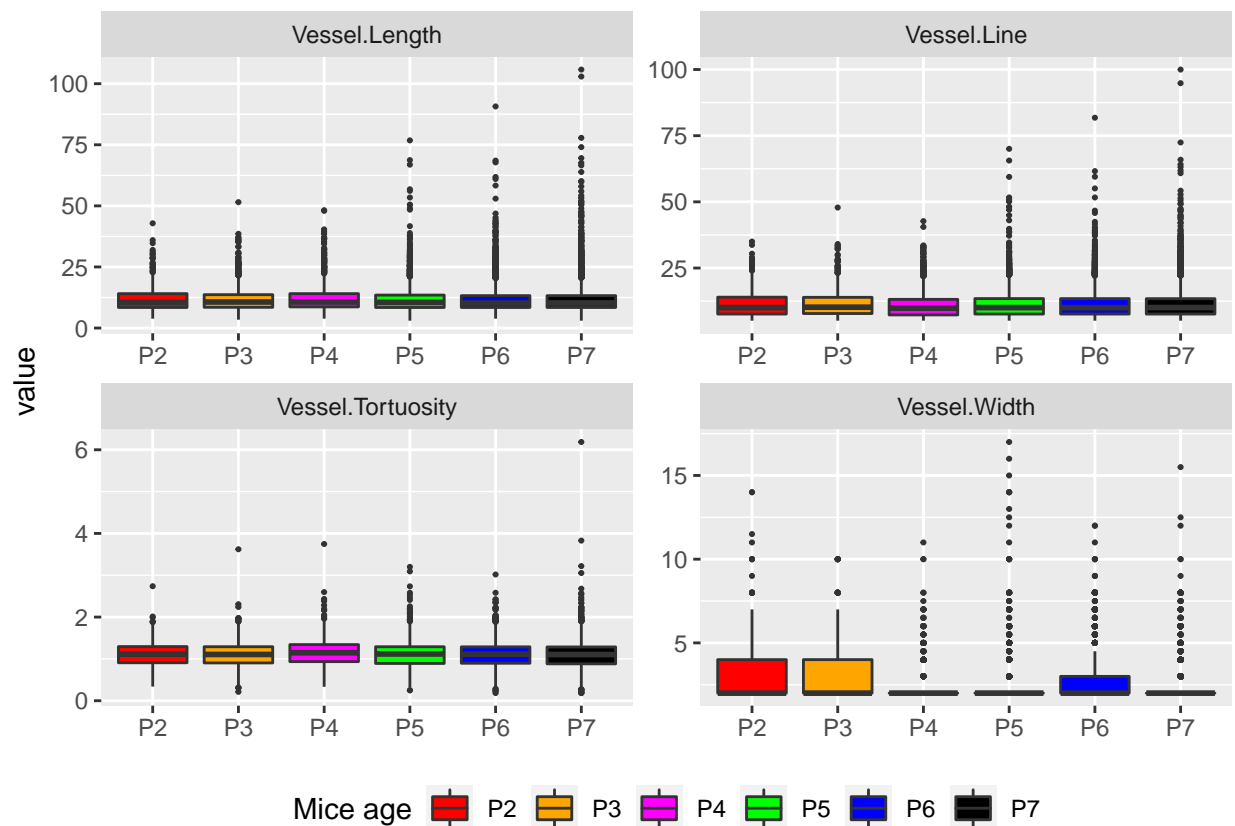 Vessel.Length
Vessel.Line
100
75
50
25
0
100
75
50
25
P2 P3 P4 P5 P6 P7
P2 P3 P4 P5 P6 P7
value
Vessel.Tortuosity
Vessel.Width
6
4
2
0
15
10
5
P2 P3 P4 P5 P6 P7
P2 P3 P4 P5 P6 P7
Mice age P2 P3 P4 P5 P6 P7